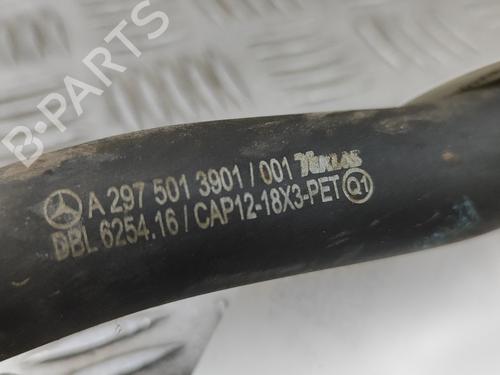 B-PARTS
A 297 501 3901 / 001 TEKLAS
DBL 6254.16 / CAP12-18X3-PET Q1